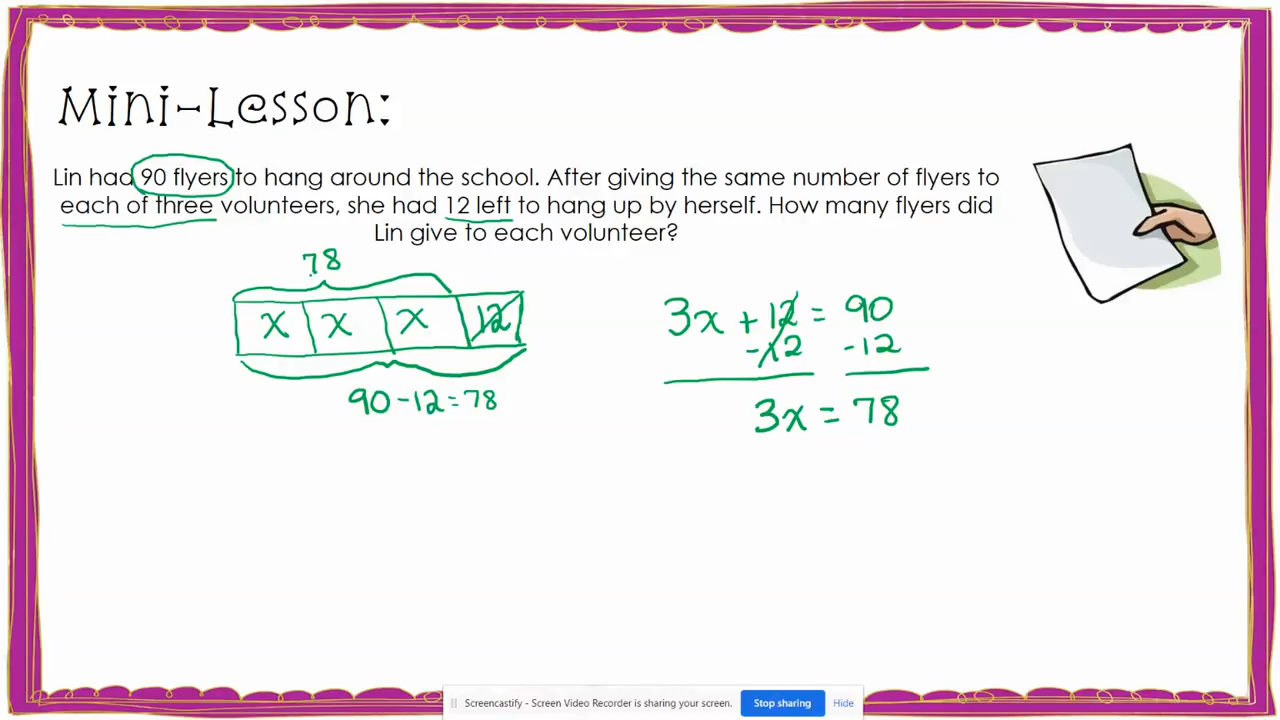 Mini-Lesson:
Lin had 90 flyers to hang around the school. After giving the same number of flyers to
each of three volunteers, she had 12 left to hang up by herself. How many flyers did
Lin give to each volunteer?
78
x x x 12
90-12=78
3x + 12 = 90
-12 -12
3x = 78
Screencastify - Screen Video Recorder is sharing your screen. Stop sharing Hide